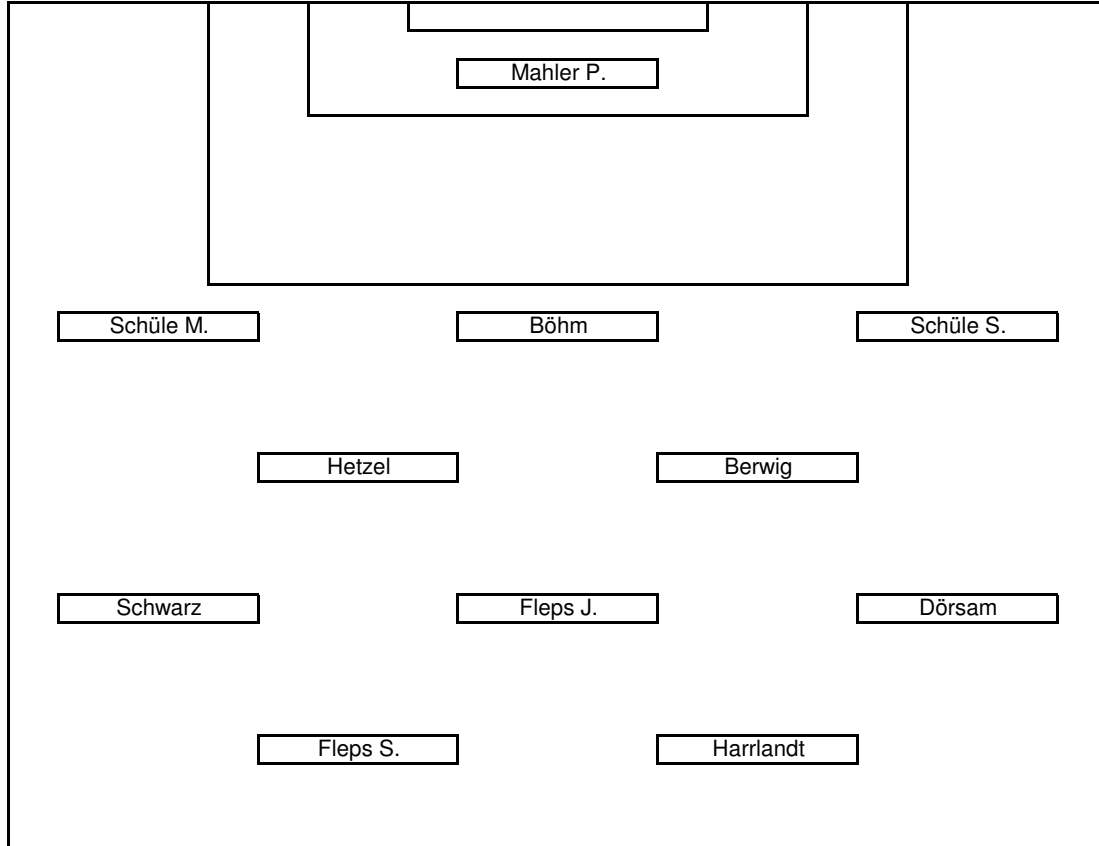 Mahler P.
Schüle M.
Böhm
Schüle S.
Hetzel
Berwig
Schwarz
Fleps J.
Dörsam
Fleps S.
Harrlandt